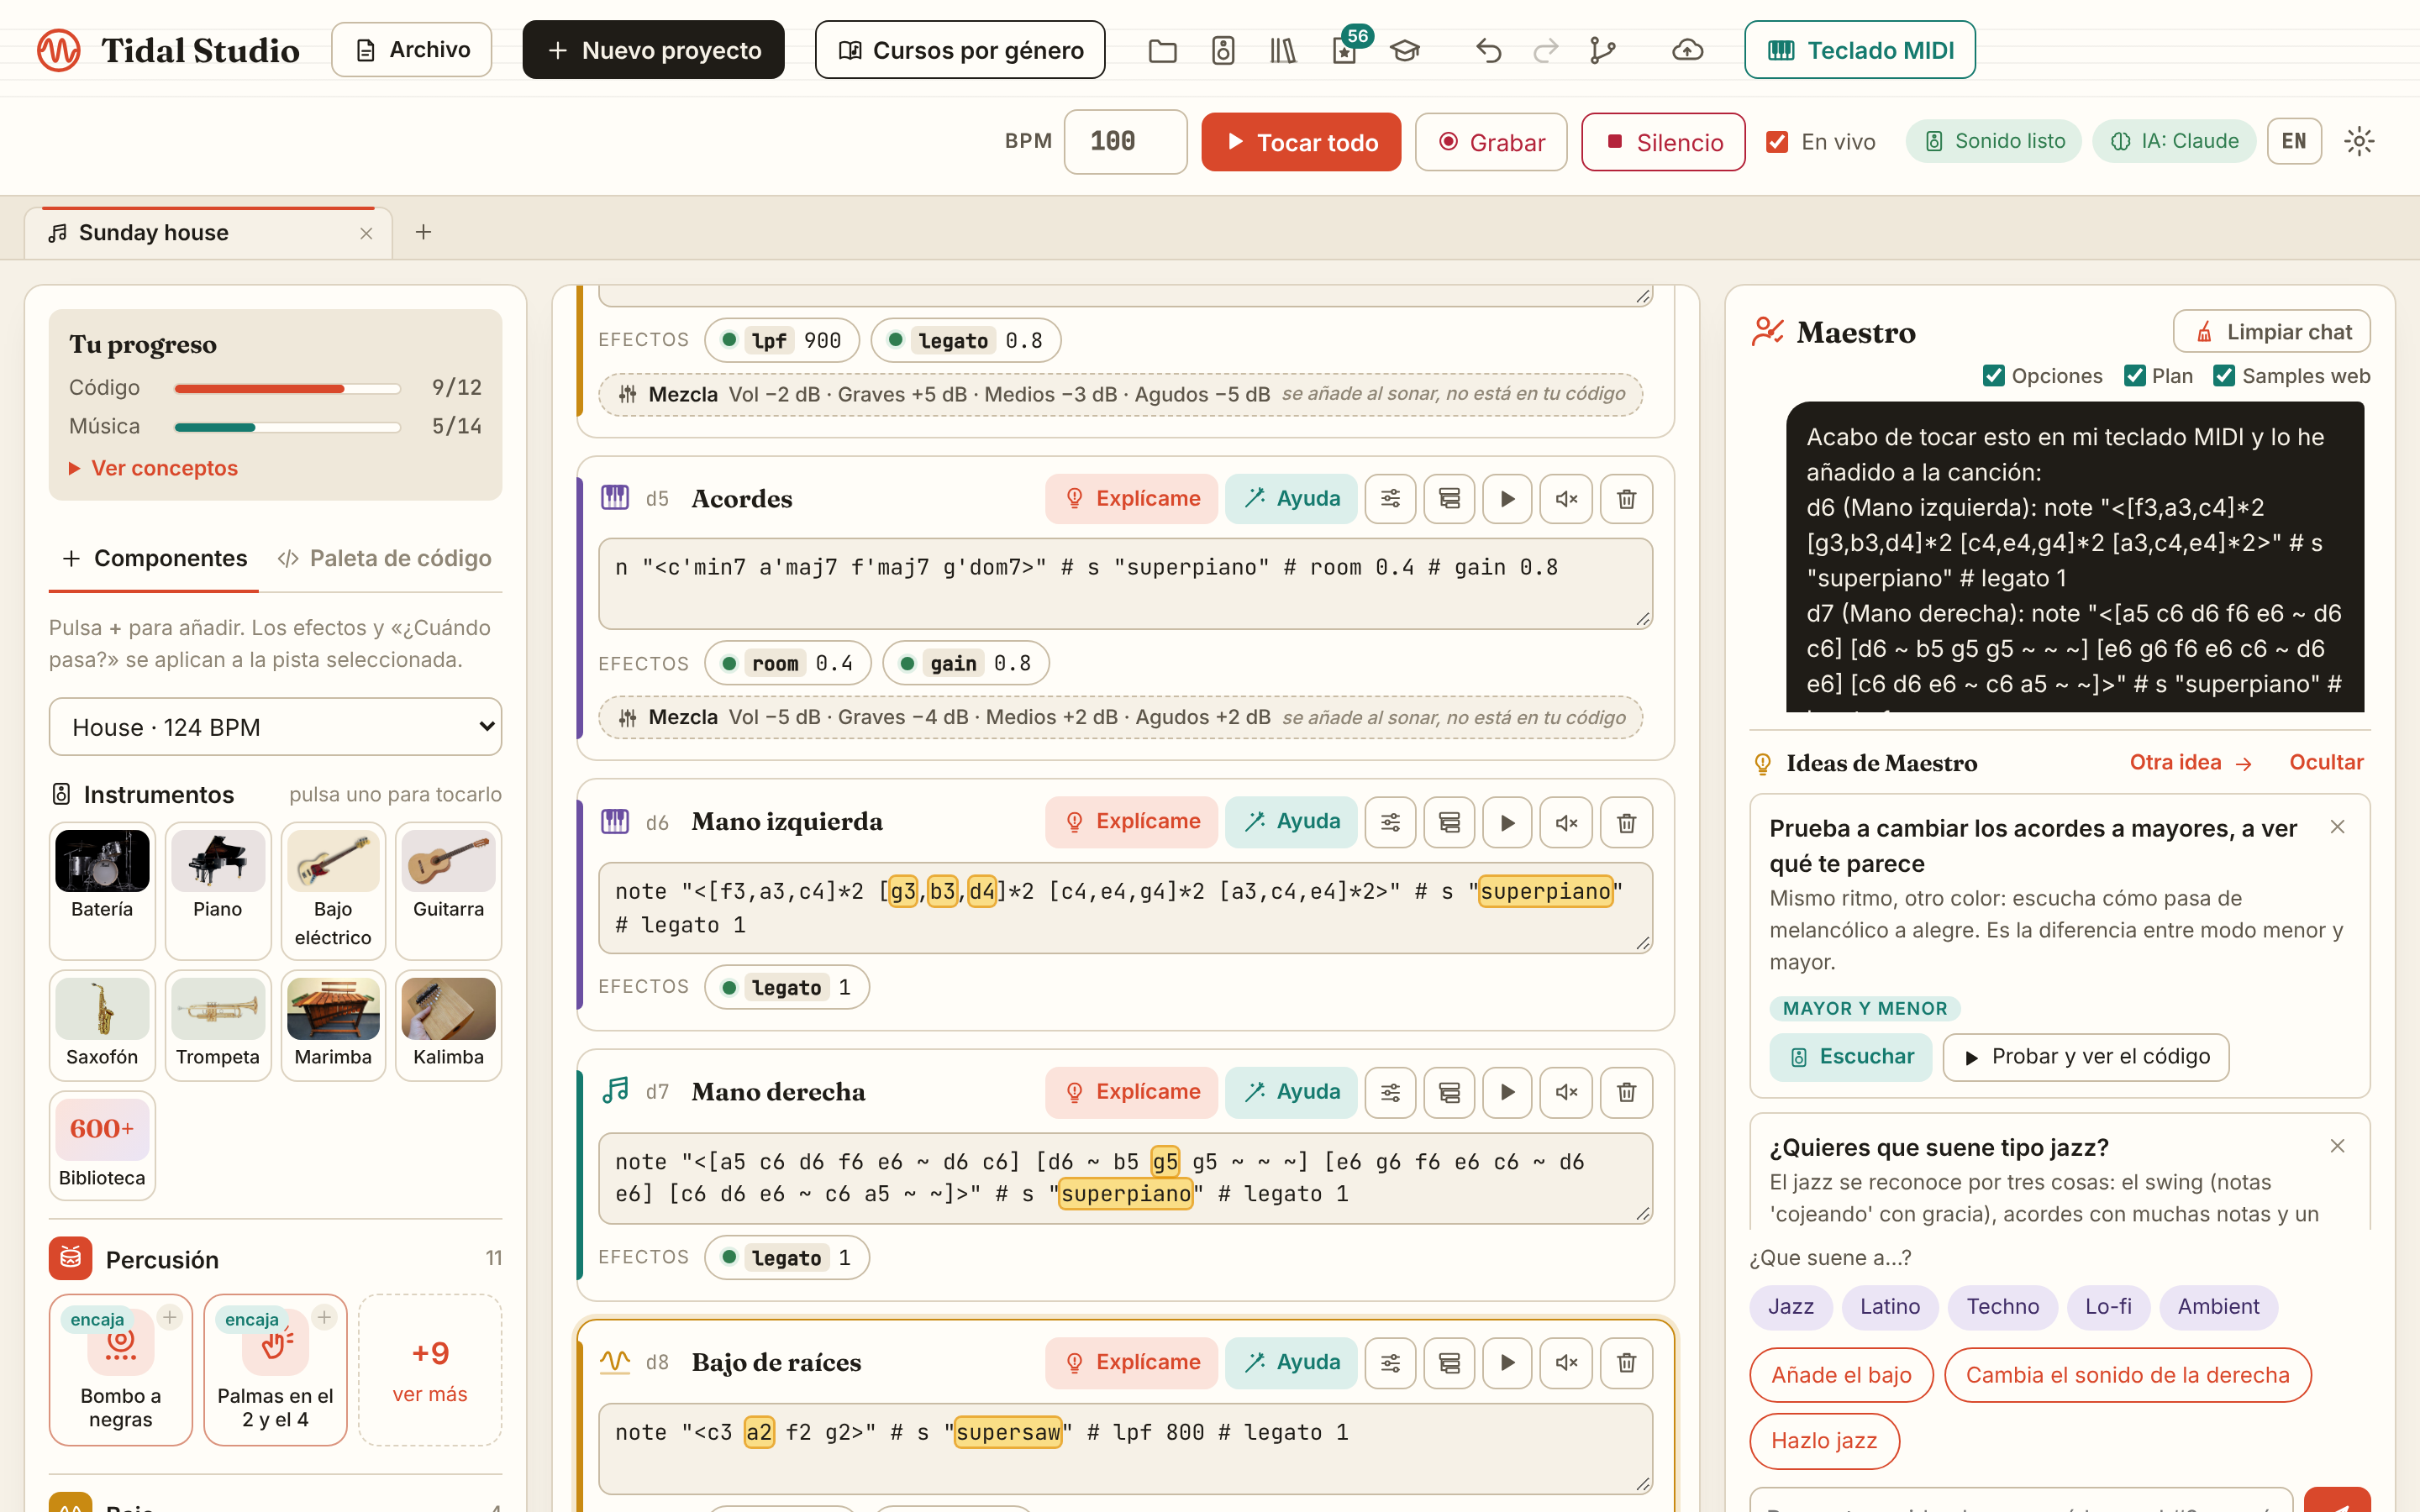 Tidal Studio
Archivo
Nuevo proyecto
Cursos por género
56
Teclado MIDI
BPM
100
Tocar todo
Grabar
Silencio
En vivo
Sonido listo
IA: Claude
EN
Sunday house
Tu progreso
Código
9/12
Música
5/14
Ver conceptos
Componentes
Paleta de código
Pulsa + para añadir. Los efectos y «¿Cuándo
pasa?» se aplican a la pista seleccionada.
House · 124 BPM
Instrumentos
pulsa uno para tocarlo
Batería
Piano
Bajo
eléctrico
Guitarra
Saxofón
Trompeta
Marimba
Kalimba
600+
Biblioteca
Percusión
11
encaja
Bombo a
negras
encaja
Palmas en el
2 y el 4
+9
ver más
EFECTOS
lpf 900
legato 0.8
Mezcla Vol −2 dB · Graves +5 dB · Medios −3 dB · Agudos −5 dB se añade al sonar, no está en tu código
d5
Acordes
Explícame
Ayuda
n "<c'min7 a'maj7 f'maj7 g'dom7>" # s "superpiano" # room 0.4 # gain 0.8
EFECTOS
room 0.4
gain 0.8
Mezcla Vol −5 dB · Graves −4 dB · Medios +2 dB · Agudos +2 dB se añade al sonar, no está en tu código
d6
Mano izquierda
Explícame
Ayuda
note "<[f3,a3,c4]*2 [g3,b3,d4]*2 [c4,e4,g4]*2 [a3,c4,e4]*2>" # s "superpiano"
# legato 1
EFECTOS
legato 1
d7
Mano derecha
Explícame
Ayuda
note "<[a5 c6 d6 f6 e6 ~ d6 c6] [d6 ~ b5 g5 g5 ~ ~ ~] [e6 g6 f6 e6 c6 ~ d6
e6] [c6 d6 e6 ~ c6 a5 ~ ~]>" # s "superpiano" # legato 1
EFECTOS
legato 1
d8
Bajo de raíces
Explícame
Ayuda
note "<c3 a2 f2 g2>" # s "supersaw" # lpf 800 # legato 1
Maestro
Limpiar chat
Opciones
Plan
Samples web
Acabo de tocar esto en mi teclado MIDI y lo he
añadido a la canción:
d6 (Mano izquierda): note "<[f3,a3,c4]*2
[g3,b3,d4]*2 [c4,e4,g4]*2 [a3,c4,e4]*2>" # s
"superpiano" # legato 1
d7 (Mano derecha): note "<[a5 c6 d6 f6 e6 ~ d6
c6] [d6 ~ b5 g5 g5 ~ ~ ~] [e6 g6 f6 e6 c6 ~ d6
e6] [c6 d6 e6 ~ c6 a5 ~ ~]>" # s "superpiano" #
Ideas de Maestro
Otra idea →
Ocultar
Prueba a cambiar los acordes a mayores, a ver
qué te parece
Mismo ritmo, otro color: escucha cómo pasa de
melancólico a alegre. Es la diferencia entre modo menor y
mayor.
MAYOR Y MENOR
Escuchar
Probar y ver el código
¿Quieres que suene tipo jazz?
El jazz se reconoce por tres cosas: el swing (notas
'cojeando' con gracia), acordes con muchas notas y un
¿Que suene a...?
Jazz
Latino
Techno
Lo-fi
Ambient
Añade el bajo
Cambia el sonido de la derecha
Hazlo jazz